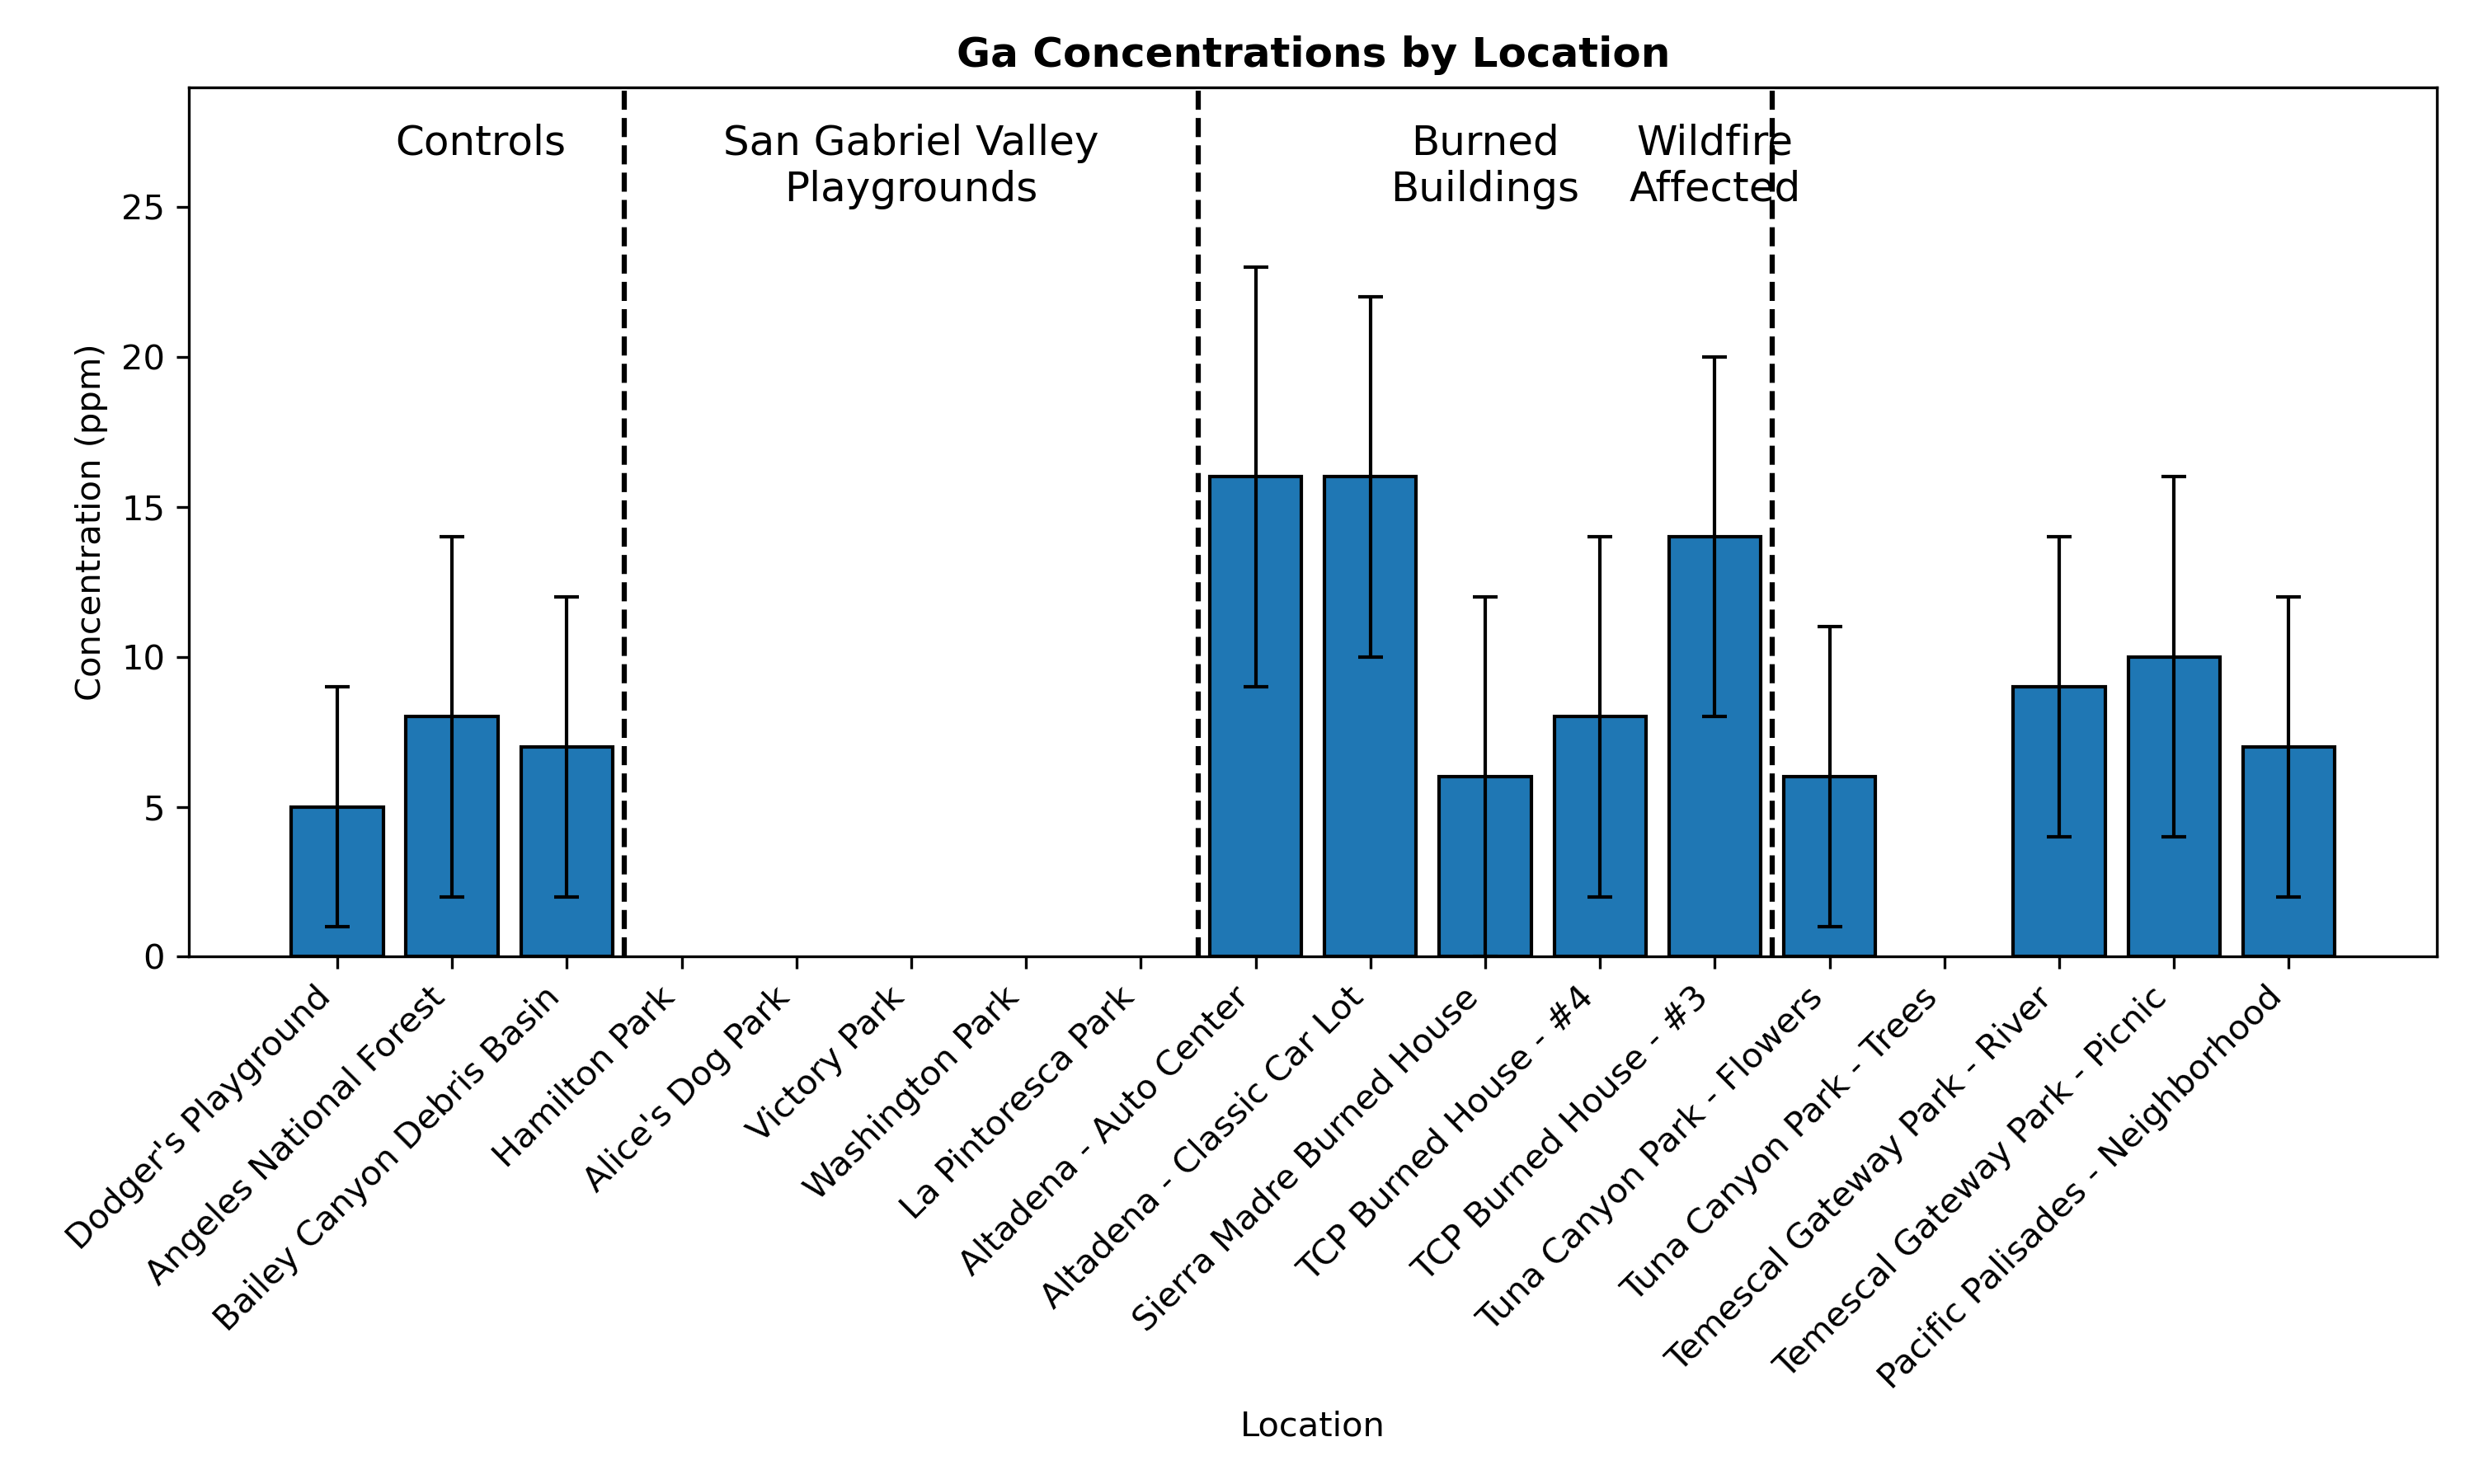 Ga Concentrations by Location
Controls
San Gabriel Valley
Playgrounds
Burned
Buildings
Wildfire
Affected
Concentration (ppm)
25
20
15
10
5
0
Dodger's Playground
Angeles National Forest
Bailey Canyon Debris Basin
Hamilton Park
Alice's Dog Park
Victory Park
Washington Park
La Pintoresca Park
Altadena - Auto Center
Altadena - Classic Car Lot
Sierra Madre Burned House
TCP Burned House - #4
TCP Burned House - #3
Tuna Canyon Park - Flowers
Tuna Canyon Park - Trees
Temescal Gateway Park - River
Temescal Gateway Park - Picnic
Pacific Palisades - Neighborhood
Location